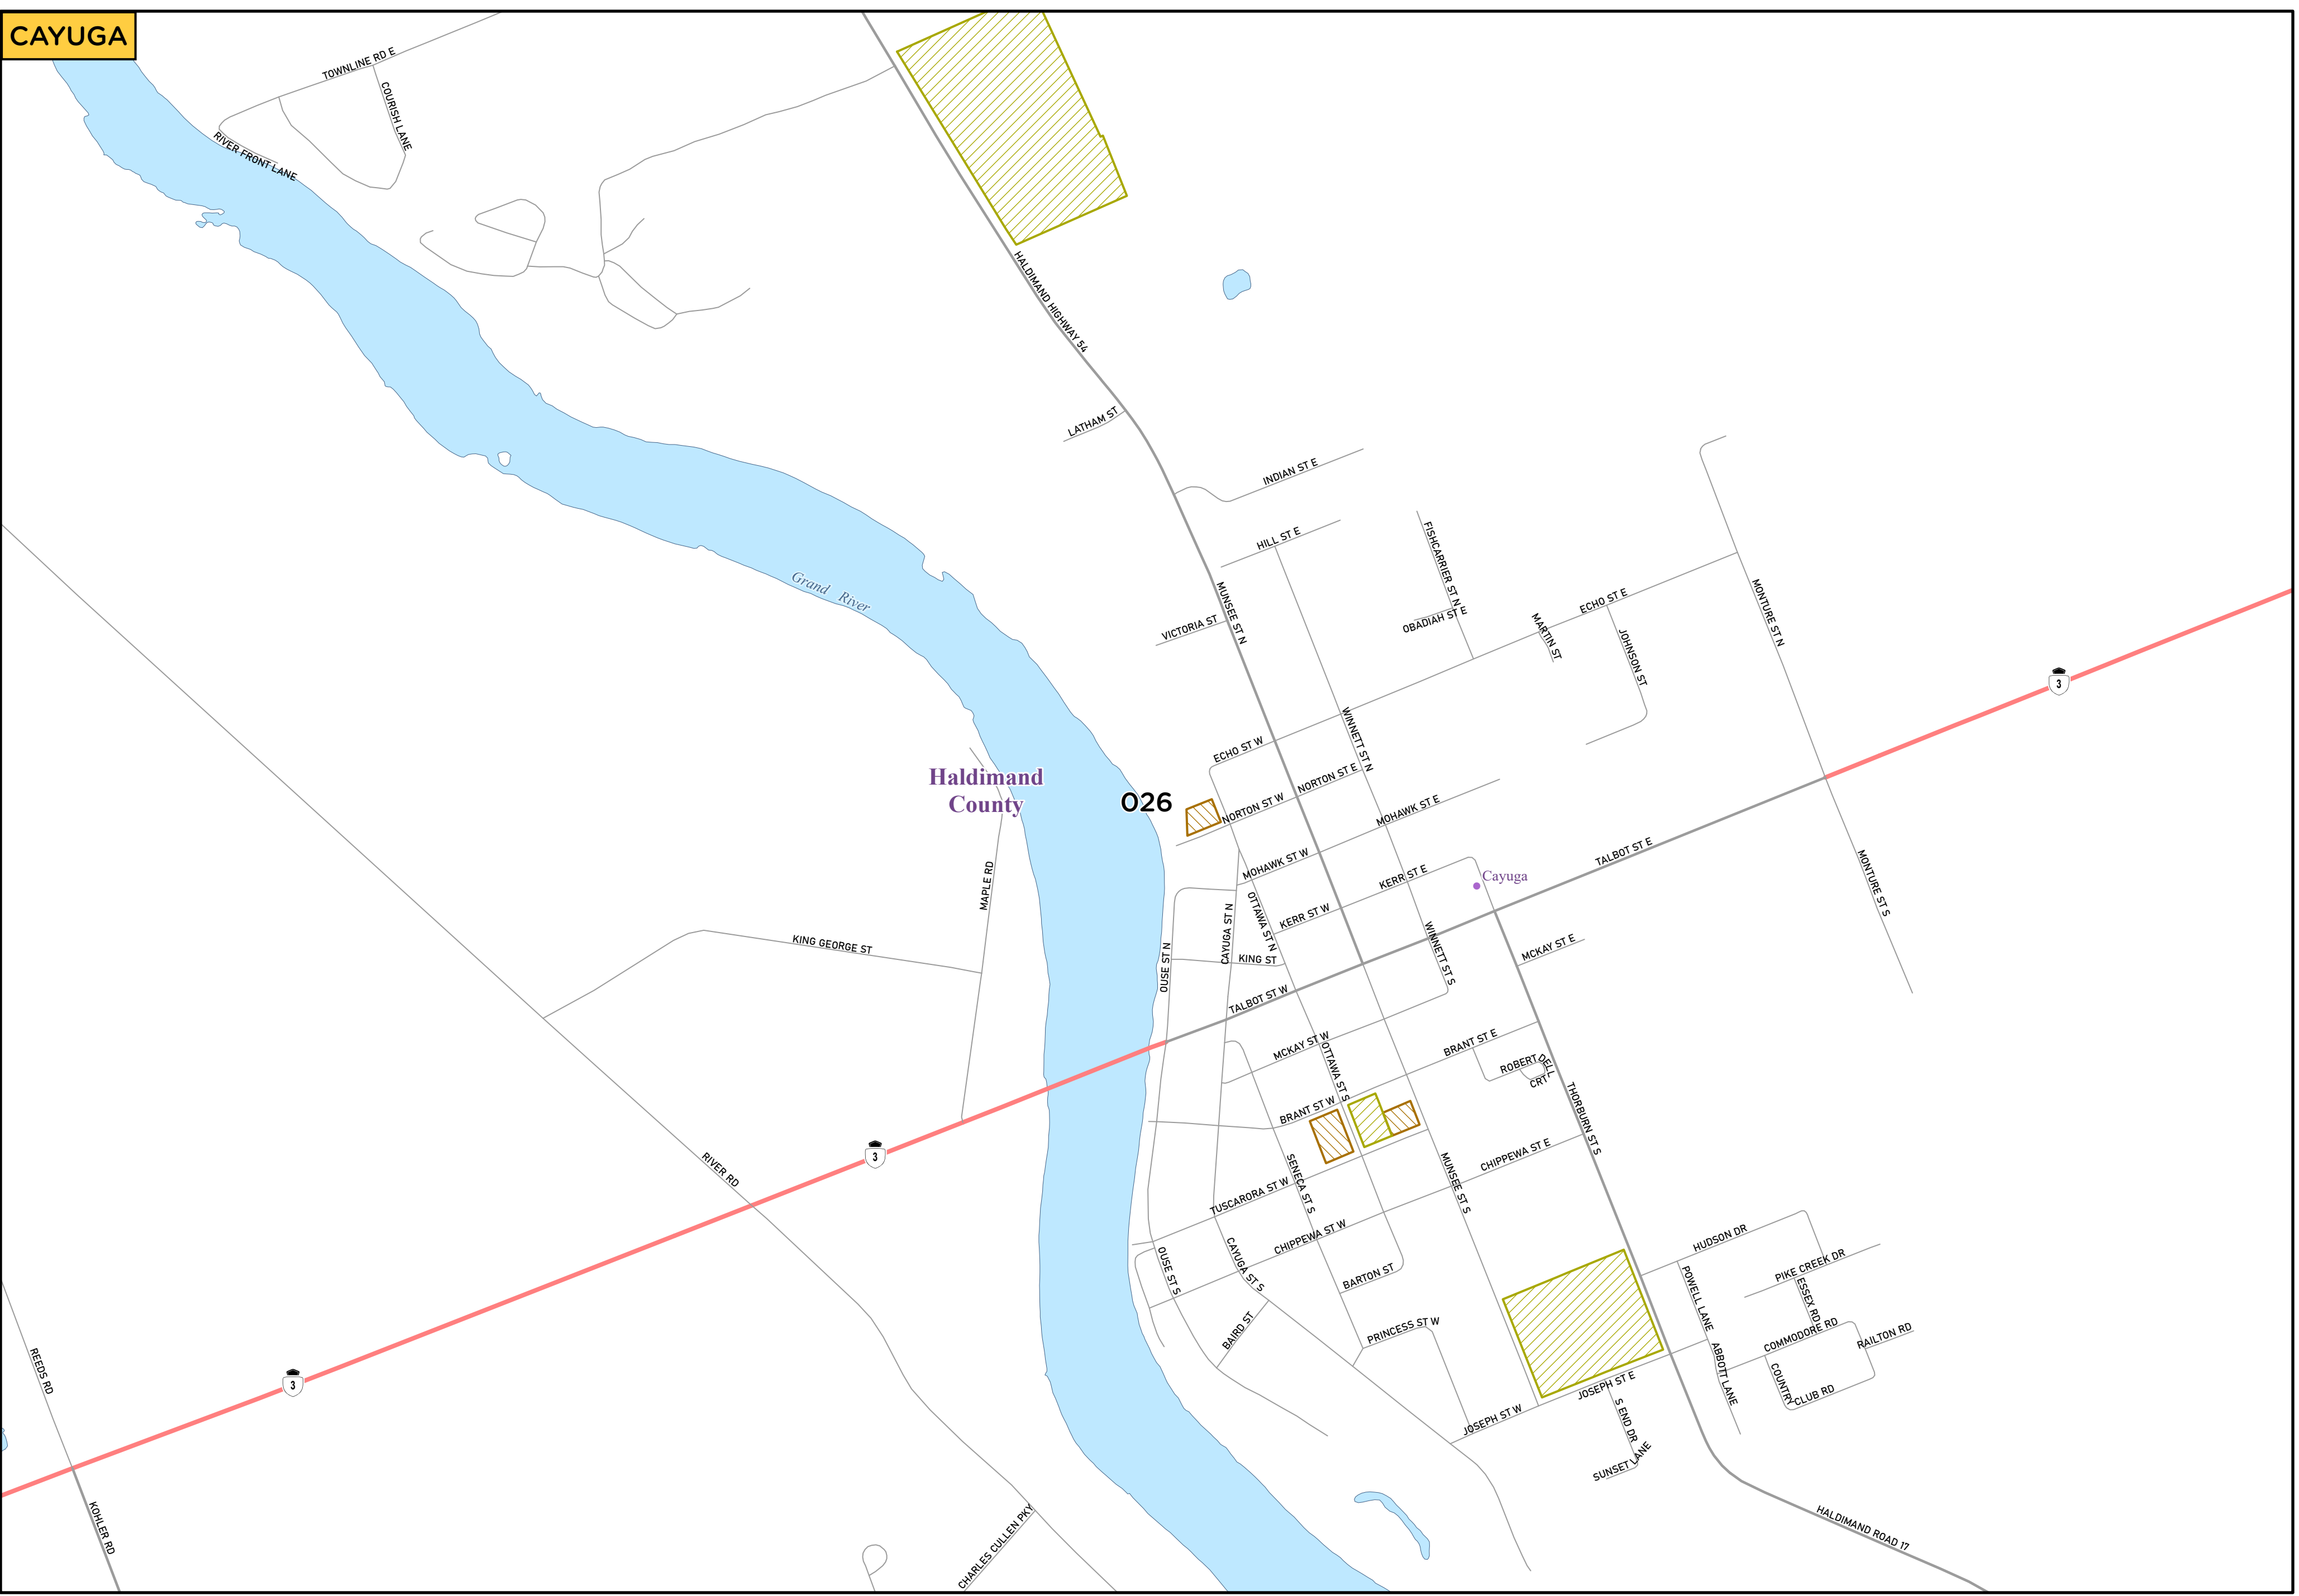 CAYUGA
TOWNLINE RD E
COURISH LANE
RIVER FRONT LANE
HALDIMAND HIGHWAY 54
LATHAM ST
INDIAN ST E
HILL ST E
FISHCARRIER ST N
OBADIAH ST E
MUNSEE ST N
VICTORIA ST
MARTIN ST
ECHO ST E
JOHNSON ST
MONTURE ST N
Grand River
3
WINNETT ST N
ECHO ST W
NORTON ST E
NORTON ST W
Haldimand
County
026
MOHAWK ST E
MOHAWK ST W
KERR ST E
KERR ST W
Cayuga
TALBOT ST E
MAPLE RD
MONTURE ST S
OTTAWA ST N
CAYUGA ST N
KING ST
OUSE ST N
KING GEORGE ST
WINNETT ST S
MCKAY ST E
TALBOT ST W
MCKAY ST W
OTTAWA ST S
BRANT ST E
ROBERT
DELL
CRT
BRANT ST W
THORBURN ST S
3
RIVER RD
SENECA ST S
TUSCARORA ST W
CHIPPEWA ST E
MUNSEE ST S
CHIPPEWA ST W
OUSE ST S
CAYUGA ST S
BARTON ST
HUDSON DR
PIKE CREEK DR
POWELL LANE
ESSEX RD
BAIRD ST
PRINCESS ST W
COMMODORE RD
RAILTON RD
ABBOTT LANE
COUNTRY
CLUB RD
REEDS RD
3
JOSEPH ST E
JOSEPH ST W
S END DR
SUNSET LANE
KOHLER RD
CHARLES CULLEN PKY
HALDIMAND ROAD 17